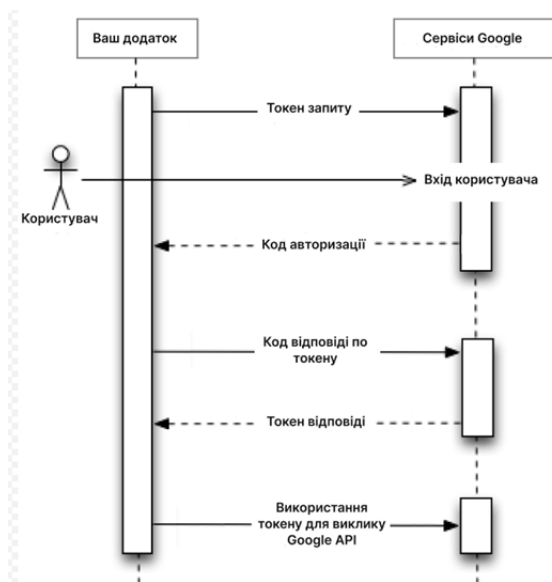 Ваш додаток
Сервіси Google
Токен запиту
Вхід користувача
Користувач
Код авторизації
Код відповіді по
токену
Токен відповіді
Використання
токену для виклику
Google API